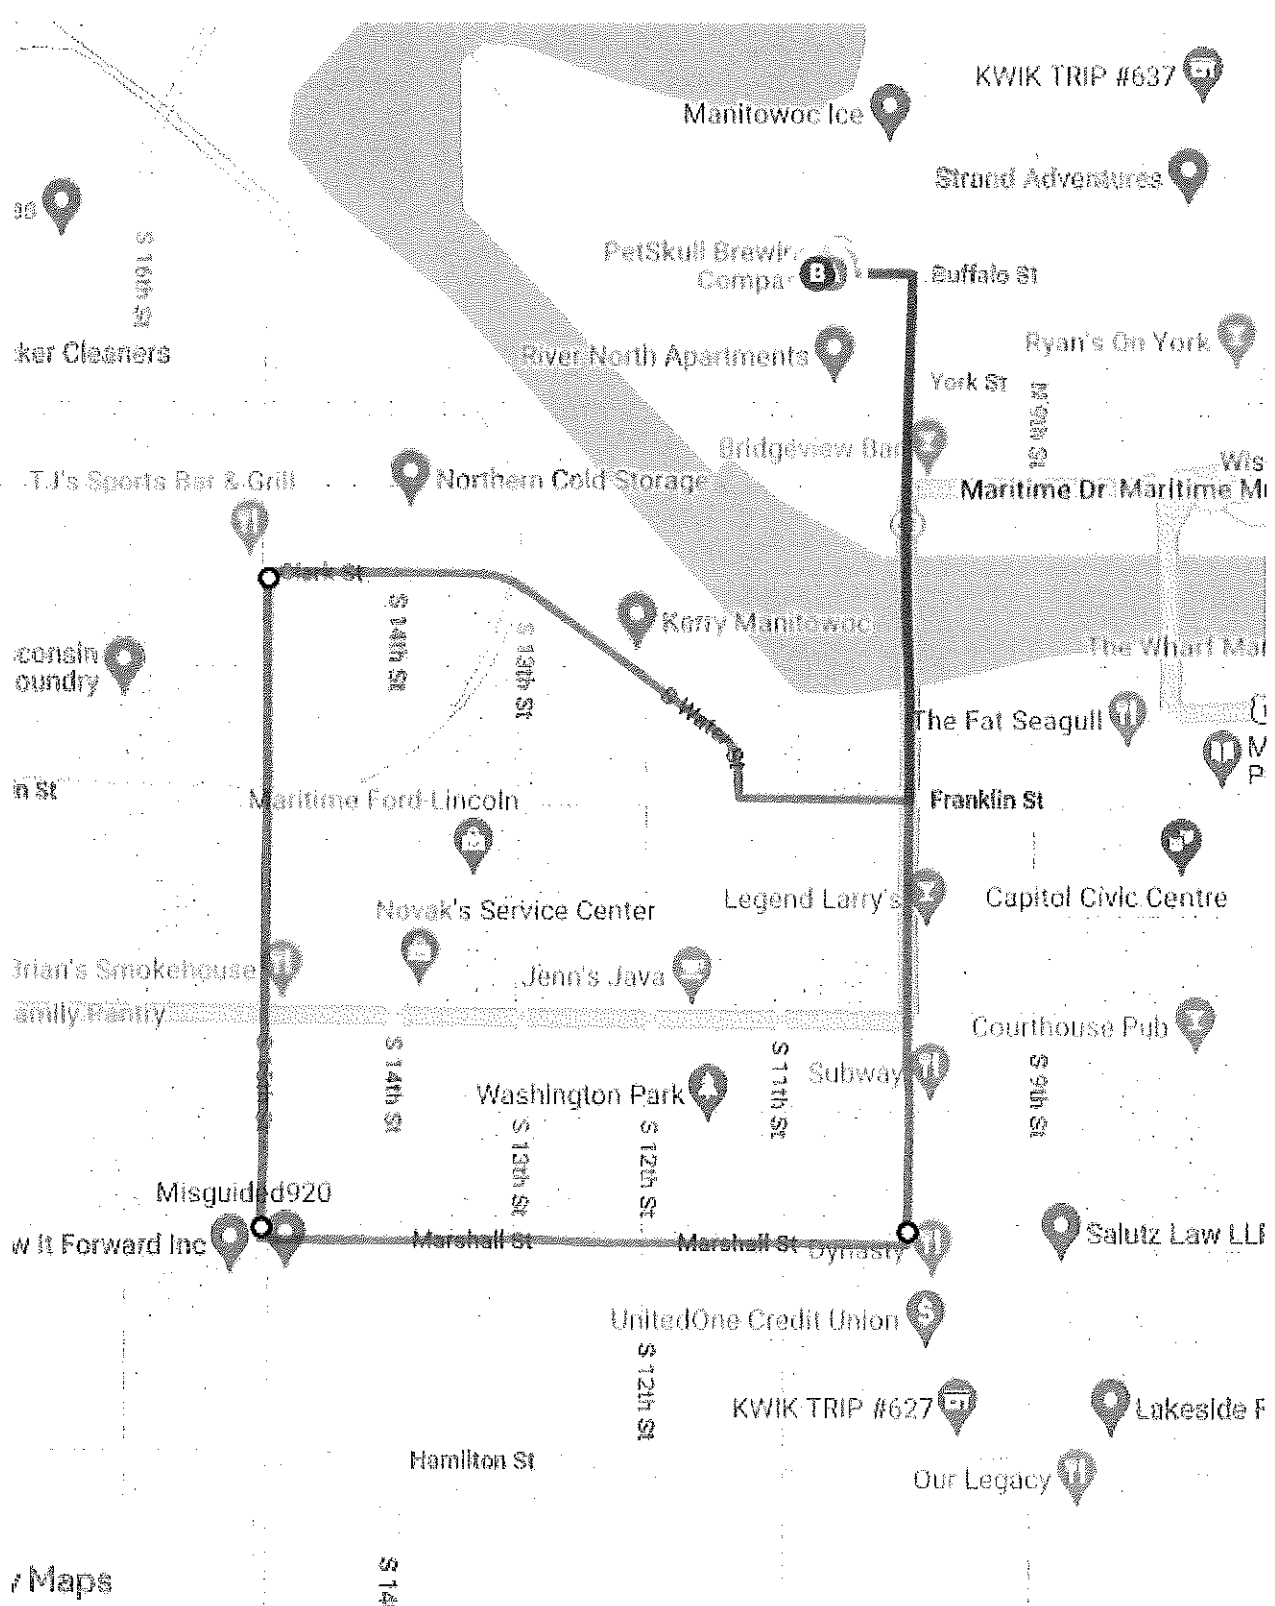 KWIK TRIP #637
Manitowoc Ice
Strand Adventures
S 16th St
PetSkull Brewin
Compa
B
Buffalo St
ker Cleaners
River North Apartments
Ryan's On York
York St
N 9th St
Bridgeview Bar
T.J's Sports Bar & Grill
Northern Cold Storage
Wis
Maritime Dr
Maritime M
Clark St
S 14th St
S 13th St
Kerry Manitowoc
consin
oundry
The Wharf Ma
S Water St
The Fat Seagull
M
P
n St
Maritime Ford-Lincoln
Franklin St
Legend Larry's
Capitol Civic Centre
Novak's Service Center
Brian's Smokehouse
Jenn's Java
amily Pantry
Courthouse Pub
S 14th St
S 11th St
Subway
S 9th St
Washington Park
S 13th St
S 12th St
Misguided920
w It Forward Inc
Marshall St
Marshall St
Dynasty
Salutz Law LL
UnitedOne Credit Union
S 12th St
KWIK TRIP #627
Lakeside
Hamilton St
Our Legacy
S 14
y Maps